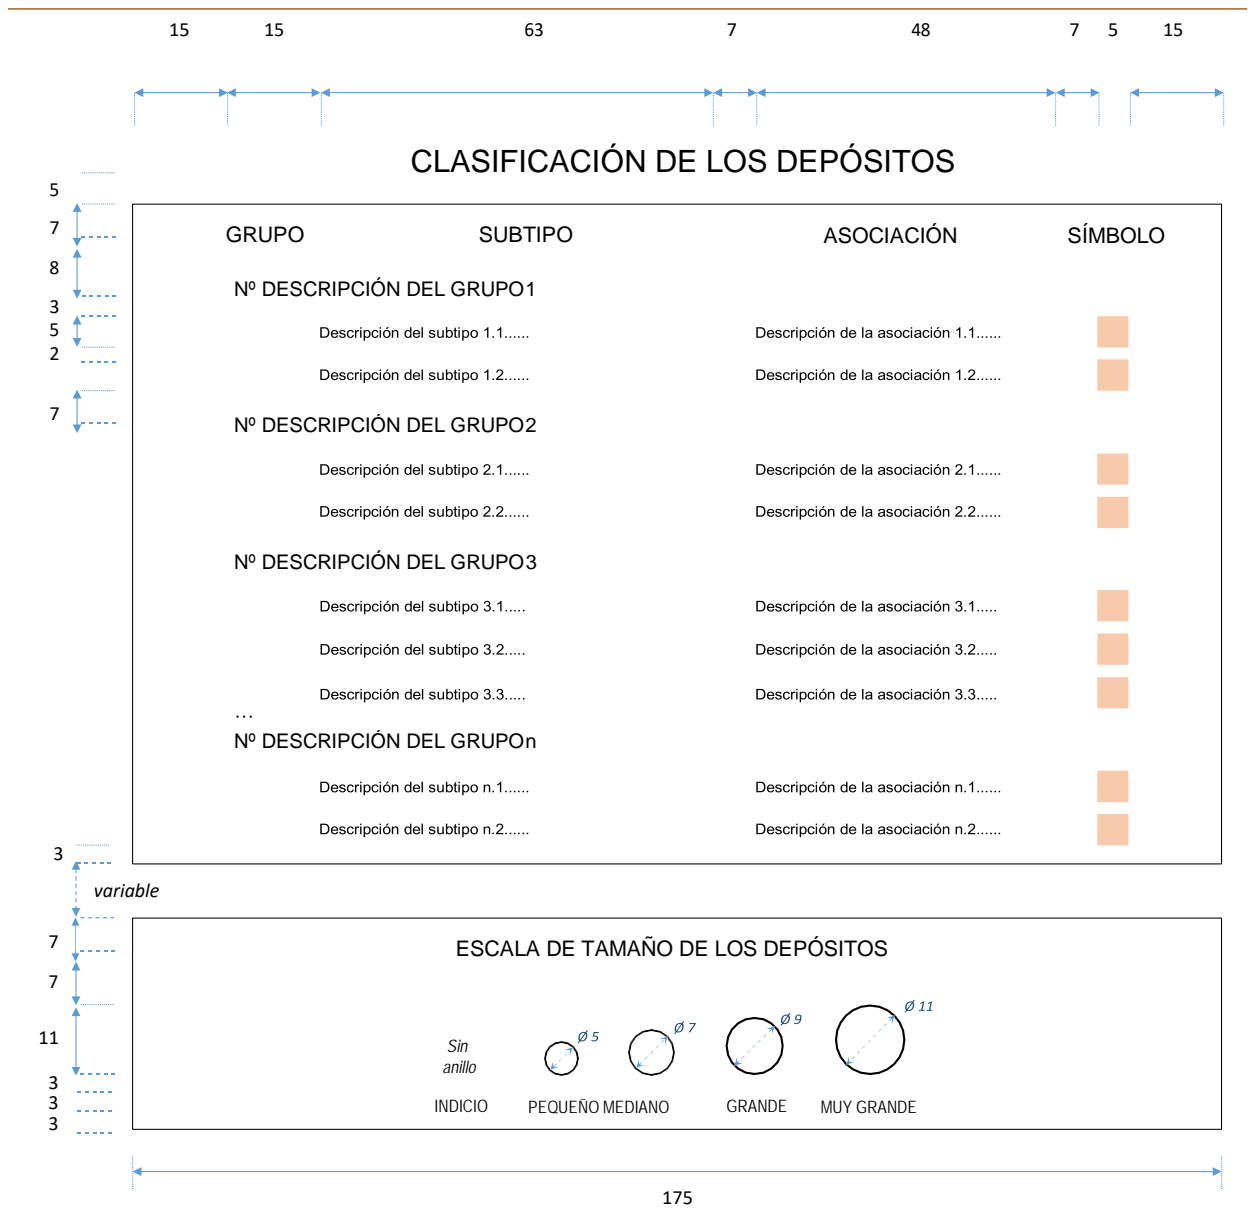 15 15 63 7 48 7 5 15
CLASIFICACIÓN DE LOS DEPÓSITOS
5
7
GRUPO SUBTIPO ASOCIACIÓN SÍMBOLO
8
Nº DESCRIPCIÓN DEL GRUPO1
3
5
Descripción del subtipo 1.1...... Descripción de la asociación 1.1......
2
Descripción del subtipo 1.2...... Descripción de la asociación 1.2......
7
Nº DESCRIPCIÓN DEL GRUPO2
Descripción del subtipo 2.1...... Descripción de la asociación 2.1......
Descripción del subtipo 2.2...... Descripción de la asociación 2.2......
Nº DESCRIPCIÓN DEL GRUPO3
Descripción del subtipo 3.1..... Descripción de la asociación 3.1.....
Descripción del subtipo 3.2..... Descripción de la asociación 3.2.....
Descripción del subtipo 3.3..... Descripción de la asociación 3.3.....
...
Nº DESCRIPCIÓN DEL GRUPOn
Descripción del subtipo n.1...... Descripción de la asociación n.1......
Descripción del subtipo n.2...... Descripción de la asociación n.2......
3
variable
7
ESCALA DE TAMAÑO DE LOS DEPÓSITOS
7
Ø 5 Ø 7 Ø 9 Ø 11
11
Sin
anillo
3
3
INDICIO PEQUEÑO MEDIANO GRANDE MUY GRANDE
3
175